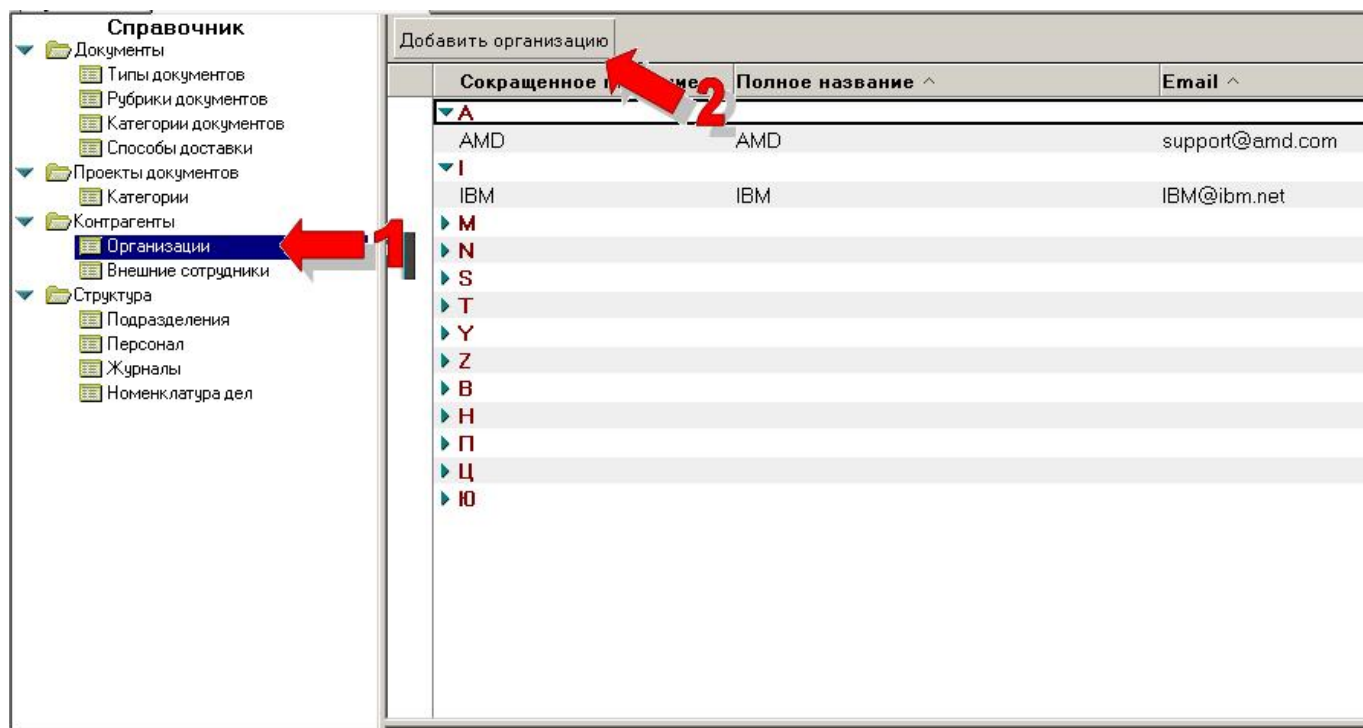 Справочник
Документы
Типы документов
Рубрики документов
Категории документов
Способы доставки
Проекты документов
Категории
Контрагенты
Организации
Внешние сотрудники
Структура
Подразделения
Персонал
Журналы
Номенклатура дел
1
Добавить организацию
2
Сокращенное Полное название ^ Email ^
A
AMD AMD support@amd.com
I
IBM IBM IBM@ibm.net
M
N
S
T
Y
Z
В
Н
П
Ц
Ю